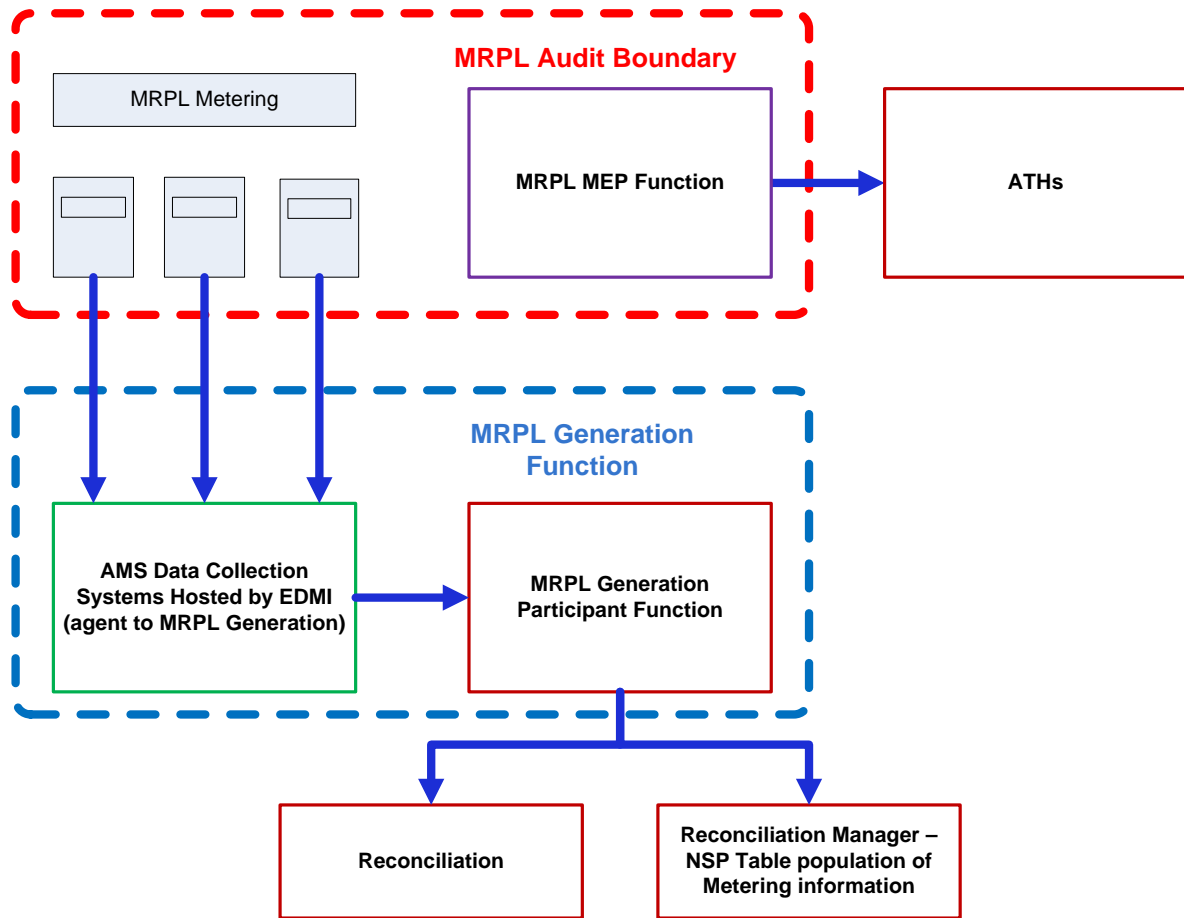 MRPL Audit Boundary
MRPL Metering
MRPL MEP Function
ATHs
MRPL Generation
Function
AMS Data Collection
Systems Hosted by EDMI
(agent to MRPL Generation)
MRPL Generation
Participant Function
Reconciliation
Reconciliation Manager –
NSP Table population of
Metering information